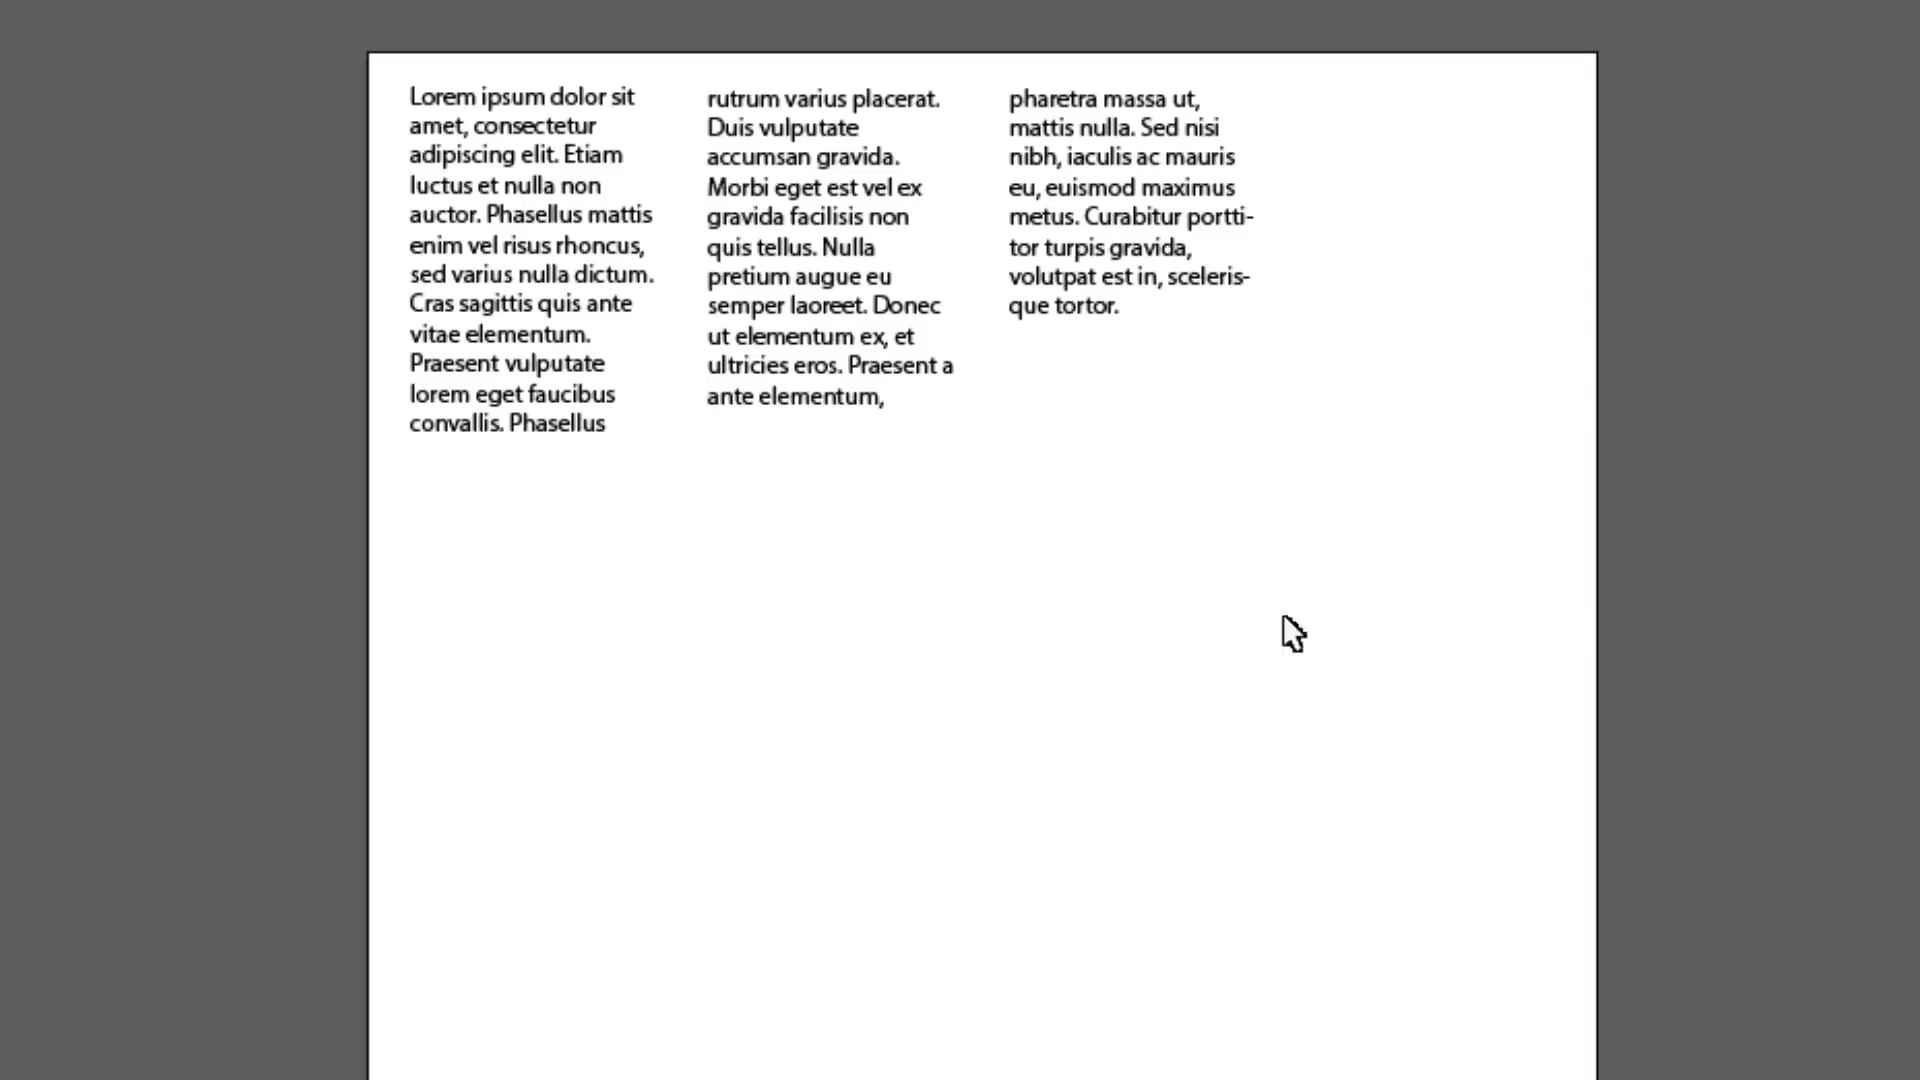 Lorem ipsum dolor sit
amet, consectetur
adipiscing elit. Etiam
luctus et nulla non
auctor. Phasellus mattis
enim vel risus rhoncus,
sed varius nulla dictum.
Cras sagittis quis ante
vitae elementum.
Praesent vulputate
lorem eget faucibus
convallis. Phasellus
rutrum varius placerat.
Duis vulputate
accumsan gravida.
Morbi eget est vel ex
gravida facilisis non
quis tellus. Nulla
pretium augue eu
semper laoreet. Donec
ut elementum ex, et
ultricies eros. Praesent a
ante elementum,
pharetra massa ut,
mattis nulla. Sed nisi
nibh, iaculis ac mauris
eu, euismod maximus
metus. Curabitur portti-
tor turpis gravida,
volutpat est in, sceleris-
que tortor.